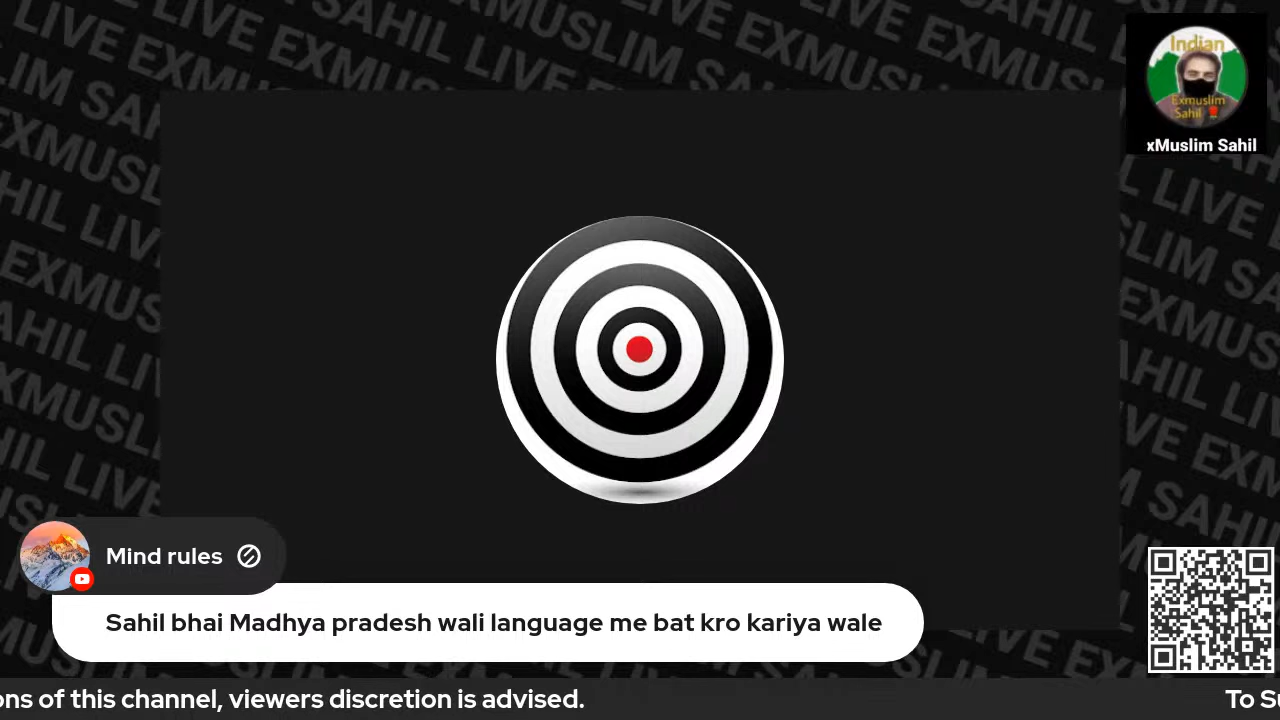 Indian
Exmuslim
Sahil
xMuslim Sahil
Mind rules
Sahil bhai Madhya pradesh wali language me bat kro kariya wale
ons of this channel, viewers discretion is advised.
To Su